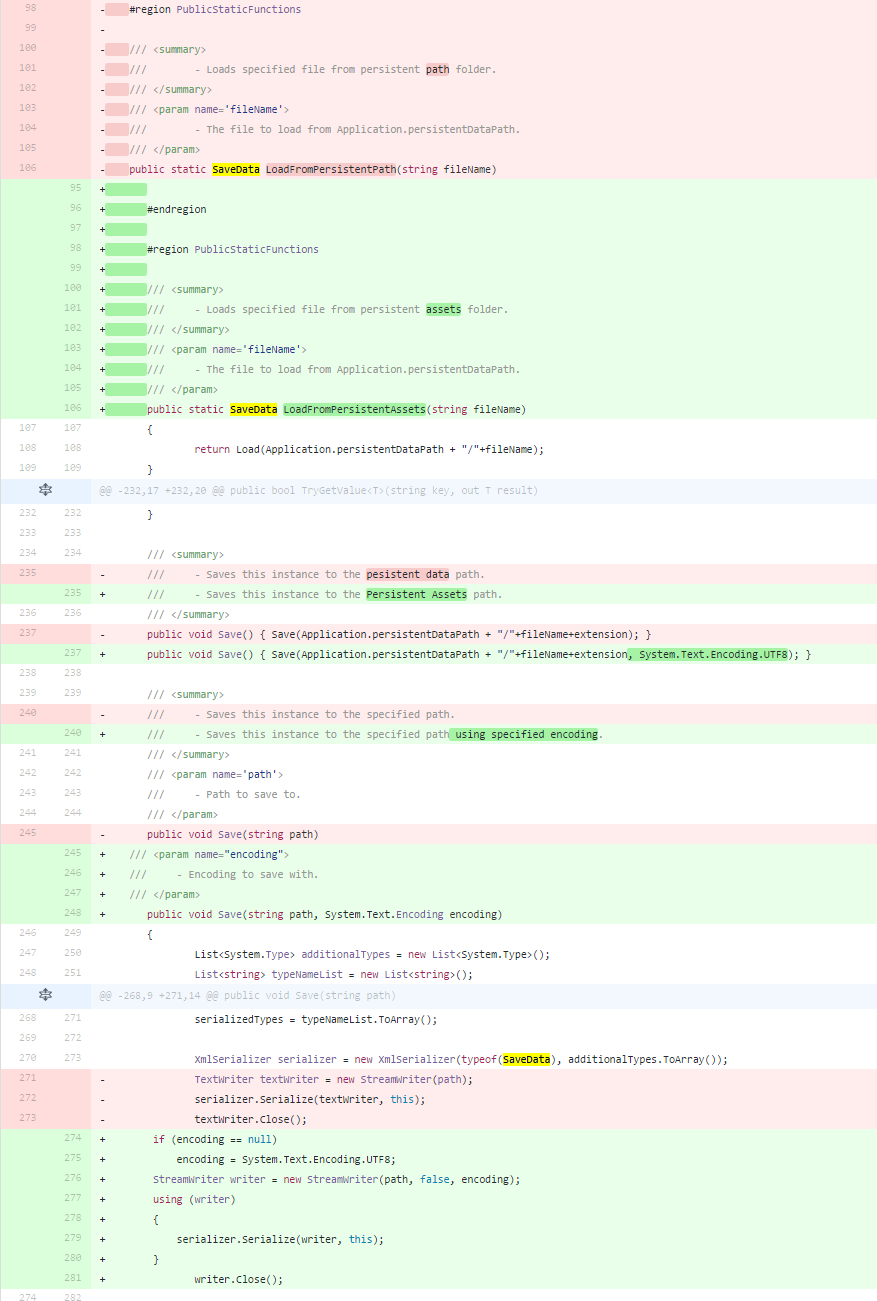 98 -    #region PublicStaticFunctions
99 -
100 -    /// <summary>
101 -    ///        - Loads specified file from persistent path folder.
102 -    /// </summary>
103 -    /// <param name='fileName'>
104 -    ///        - The file to load from Application.persistentDataPath.
105 -    /// </param>
106 -    public static SaveData LoadFromPersistentPath(string fileName)
95 +
96 +       #endregion
97 +
98 +       #region PublicStaticFunctions
99 +
100 +       /// <summary>
101 +       ///     - Loads specified file from persistent assets folder.
102 +       /// </summary>
103 +       /// <param name='fileName'>
104 +       ///     - The file to load from Application.persistentDataPath.
105 +       /// </param>
106 +       public static SaveData LoadFromPersistentAssets(string fileName)
107 107         {
108 108                 return Load(Application.persistentDataPath + "/"+fileName);
109 109         }
@@ -232,17 +232,20 @@ public bool TryGetValue<T>(string key, out T result)
232 232         }
233 233
234 234         /// <summary>
235 -       ///     - Saves this instance to the pesistent data path.
235 +       ///     - Saves this instance to the Persistent Assets path.
236 236         /// </summary>
237 -       public void Save() { Save(Application.persistentDataPath + "/"+fileName+extension); }
237 +       public void Save() { Save(Application.persistentDataPath + "/"+fileName+extension, System.Text.Encoding.UTF8); }
238 238
239 239         /// <summary>
240 -       ///     - Saves this instance to the specified path.
240 +       ///     - Saves this instance to the specified path using specified encoding.
241 241         /// </summary>
242 242         /// <param name='path'>
243 243         ///     - Path to save to.
244 244         /// </param>
245 -       public void Save(string path)
245 +    /// <param name="encoding">
246 +    ///     - Encoding to save with.
247 +    /// </param>
248 +       public void Save(string path, System.Text.Encoding encoding)
246 249         {
247 250                 List<System.Type> additionalTypes = new List<System.Type>();
248 251                 List<string> typeNameList = new List<string>();
@@ -268,9 +271,14 @@ public void Save(string path)
268 271                 serializedTypes = typeNameList.ToArray();
269 272
270 273                 XmlSerializer serializer = new XmlSerializer(typeof(SaveData), additionalTypes.ToArray());
271 -               TextWriter textWriter = new StreamWriter(path);
272 -               serializer.Serialize(textWriter, this);
273 -               textWriter.Close();
274 +        if (encoding == null)
275 +            encoding = System.Text.Encoding.UTF8;
276 +        StreamWriter writer = new StreamWriter(path, false, encoding);
277 +        using (writer)
278 +        {
279 +            serializer.Serialize(writer, this);
280 +        }
281 +               writer.Close();
274 282